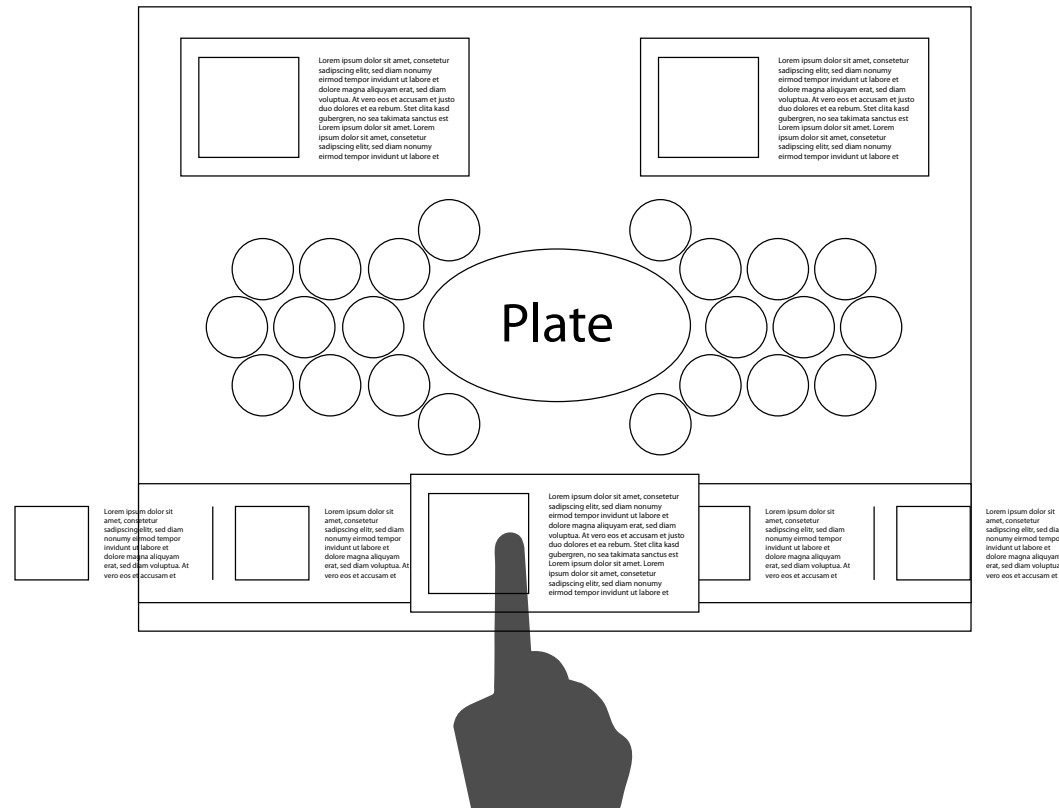 Lorem ipsum dolor sit amet, consetetur
sadipscing elitr, sed diam nonumy
eirmod tempor invidunt ut labore et
dolore magna aliquyam erat, sed diam
voluptua. At vero eos et accusam et justo
duo dolores et ea rebum. Stet clita kasd
gubergren, no sea takimata sanctus est
Lorem ipsum dolor sit amet. Lorem
ipsum dolor sit amet, consetetur
sadipscing elitr, sed diam nonumy
eirmod tempor invidunt ut labore et
Lorem ipsum dolor sit amet, consetetur
sadipscing elitr, sed diam nonumy
eirmod tempor invidunt ut labore et
dolore magna aliquyam erat, sed diam
voluptua. At vero eos et accusam et justo
duo dolores et ea rebum. Stet clita kasd
gubergren, no sea takimata sanctus est
Lorem ipsum dolor sit amet. Lorem
ipsum dolor sit amet, consetetur
sadipscing elitr, sed diam nonumy
eirmod tempor invidunt ut labore et
Plate
Lorem ipsum dolor sit
amet, consetetur
sadipscing elitr, sed diam
nonumy eirmod tempor
invidunt ut labore et
dolore magna aliquyam
erat, sed diam voluptua. At
vero eos et accusam et
Lorem ipsum dolor sit
amet, consetetur
sadipscing elitr, sed diam
nonumy eirmod tempor
invidunt ut labore et
dolore magna aliquyam
erat, sed diam voluptua. At
vero eos et accusam et
Lorem ipsum dolor sit amet, consetetur
sadipscing elitr, sed diam nonumy
eirmod tempor invidunt ut labore et
dolore magna aliquyam erat, sed diam
voluptua. At vero eos et accusam et justo
duo dolores et ea rebum. Stet clita kasd
gubergren, no sea takimata sanctus est
Lorem ipsum dolor sit amet. Lorem
ipsum dolor sit amet, consetetur
sadipscing elitr, sed diam nonumy
eirmod tempor invidunt ut labore et
Lorem ipsum dolor sit
amet, consetetur
sadipscing elitr, sed diam
nonumy eirmod tempor
invidunt ut labore et
dolore magna aliquyam
erat, sed diam voluptua. At
vero eos et accusam et
Lorem ipsum dolor sit
amet, consetetur
sadipscing elitr, sed
nonumy eirmod
invidunt ut labore et
dolore magna aliquyam
erat, sed diam
vero eos et accusam et